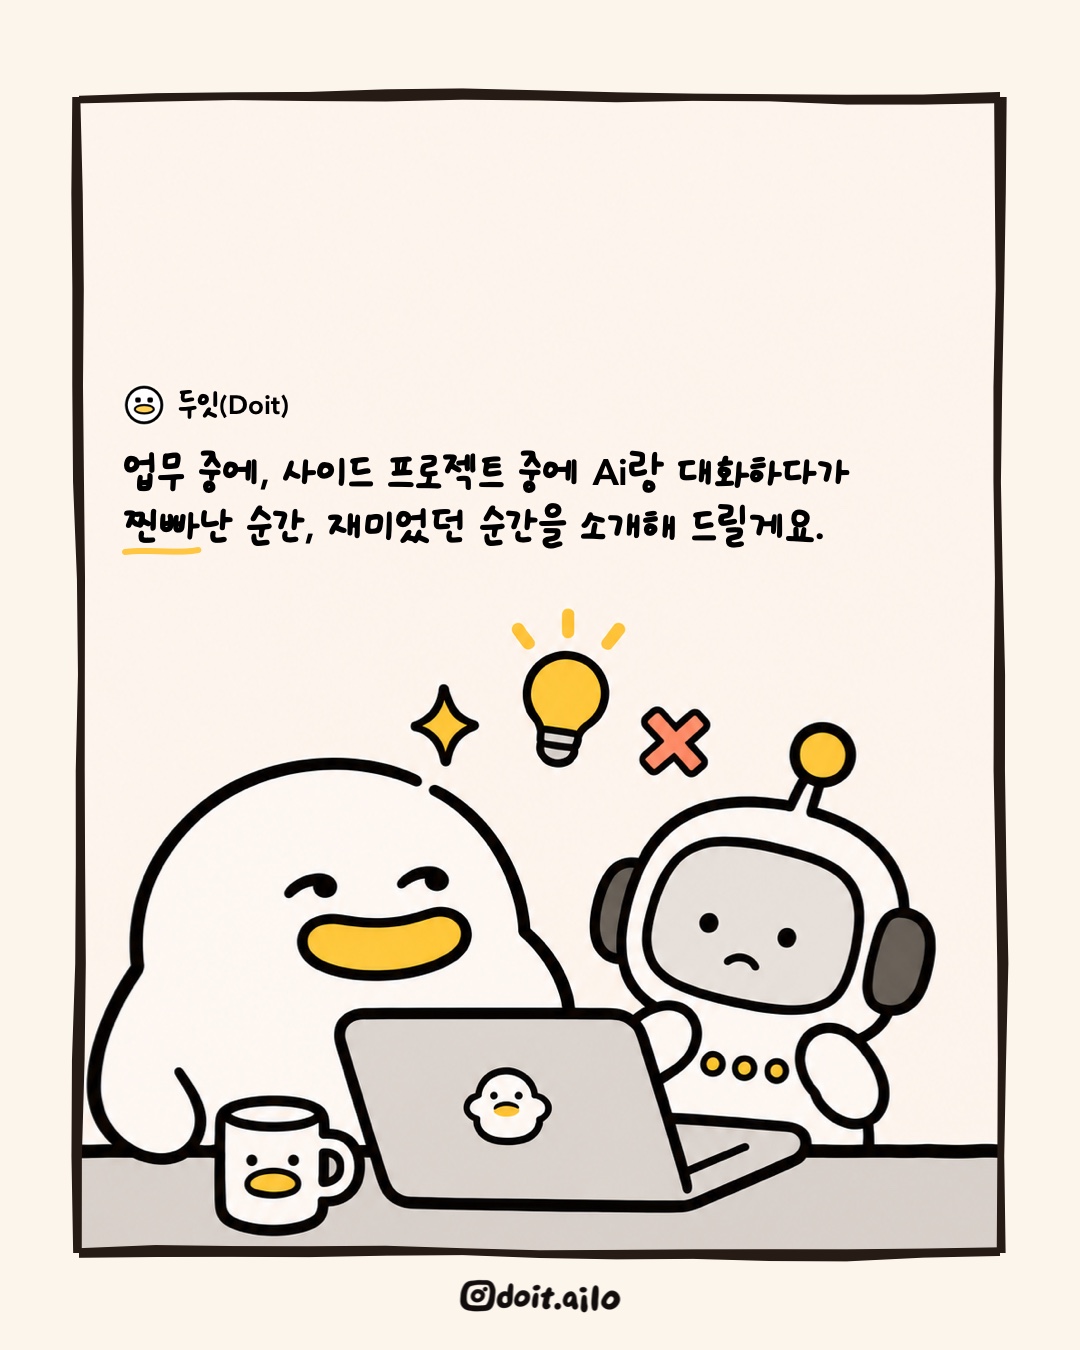 두잇(Doit)
업무 중에, 사이드 프로젝트 중에 Ai랑 대화하다가
찐빠난 순간, 재미있던 순간을 소개해 드릴게요.
doit.ailo